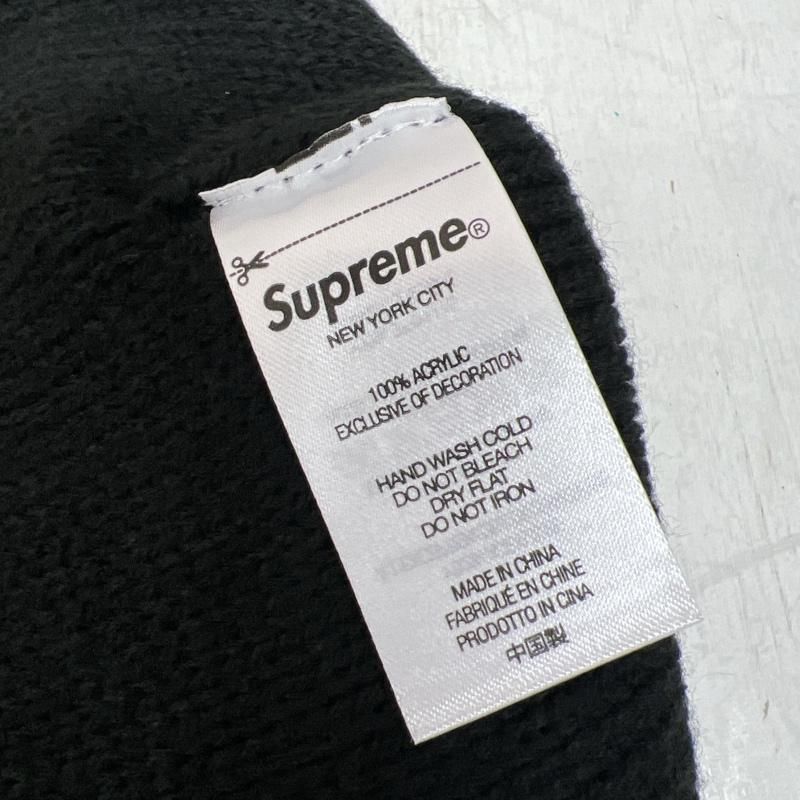 Supreme®
NEW YORK CITY
100% ACRYLIC
EXCLUSIVE OF DECORATION
HAND WASH COLD
DO NOT BLEACH
DRY FLAT
DO NOT IRON
MADE IN CHINA
FABRIQUÉ EN CHINE
PRODOTTO IN CINA
中国製